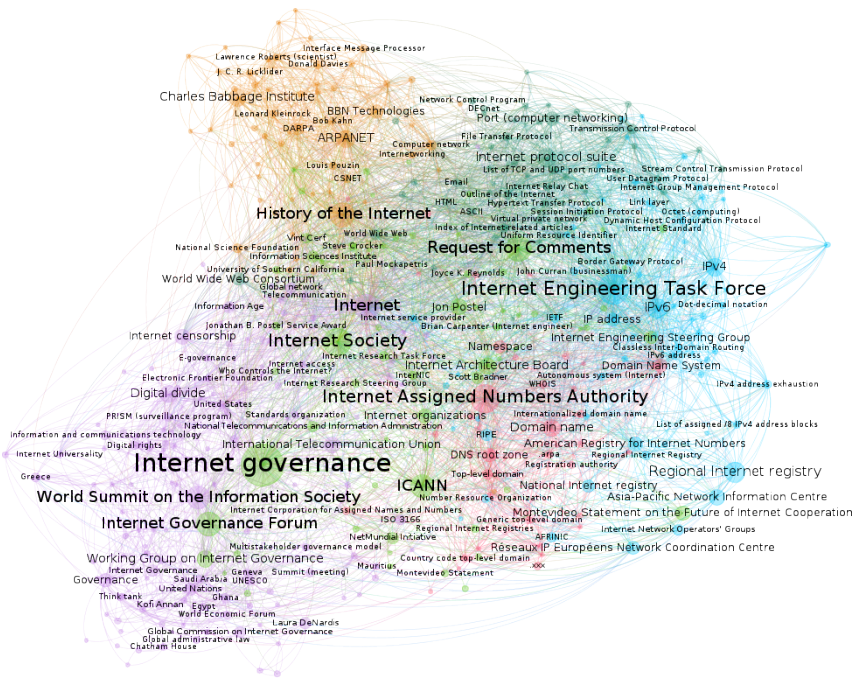 Interface Message Processor
Lawrence Roberts (scientist)
Donald Davies
J. C. R. Licklider
Charles Babbage Institute
Network Control Program
DECnet
BBN Technologies
Leonard Kleinrock
Bob Kahn
Port (computer networking)
DARPA
Transmission Control Protocol
ARPANET
File Transfer Protocol
Computer network
Internetworking
Internet protocol suite
Louis Pouzin
List of TCP and UDP port numbers
Stream Control Transmission Protocol
CSNET
User Datagram Protocol
Email
Internet Relay Chat
Internet Group Management Protocol
Outline of the Internet
HTML
Hypertext Transfer Protocol
Link layer
History of the Internet
ASCII
Session Initiation Protocol
Octet (computing)
Virtual private network
Dynamic Host Configuration Protocol
Index of Internet-related articles
Internet Standard
World Wide Web
Uniform Resource Identifier
Vint Cerf
National Science Foundation
Steve Crocker
Request for Comments
Information Sciences Institute
Paul Mockapetris
Border Gateway Protocol
University of Southern California
Joyce K. Reynolds
John Curran (businessman)
IPv4
World Wide Web Consortium
Global network
Internet Engineering Task Force
Telecommunication
Information Age
Internet
Jon Postel
IPv6
Dot-decimal notation
Internet service provider
IETF
IP address
Jonathan B. Postel Service Award
Brian Carpenter (Internet engineer)
Internet censorship
Internet Society
Internet Engineering Steering Group
Namespace
Classless Inter-Domain Routing
E-governance
Internet Research Task Force
IPv6 address
Internet access
Internet Architecture Board
Domain Name System
Who Controls the Internet?
InterNIC
Scott Bradner
Autonomous system (Internet)
Electronic Frontier Foundation
Internet Research Steering Group
WHOIS
IPv4 address exhaustion
Digital divide
Internet Assigned Numbers Authority
United States
PRISM (surveillance program)
Standards organization
Internet organizations
Internationalized domain name
National Telecommunications and Information Administration
Domain name
List of assigned /8 IPv4 address blocks
Information and communications technology
RIPE
Digital rights
International Telecommunication Union
American Registry for Internet Numbers
Internet Universality
DNS root zone
.arpa
Regional Internet Registry
Internet governance
Registration authority
Greece
Top-level domain
Regional Internet registry
ICANN
National Internet registry
World Summit on the Information Society
Number Resource Organization
Asia-Pacific Network Information Centre
Internet Corporation for Assigned Names and Numbers
Montevideo Statement on the Future of Internet Cooperation
Internet Governance Forum
ISO 3166
Generic top-level domain
Regional Internet Registries
Internet Network Operators' Groups
NetMundial Initiative
AFRINIC
Multistakeholder governance model
Réseaux IP Européens Network Coordination Centre
Working Group on Internet Governance
Country code top-level domain
Mauritius
.xxx
Internet Governance
Geneva
Summit (meeting)
Montevideo Statement
Governance
Saudi Arabia
UNESCO
United Nations
Think tank
Ghana
Kofi Annan
Egypt
World Economic Forum
Laura DeNardis
Global Commission on Internet Governance
Global administrative law
Chatham House